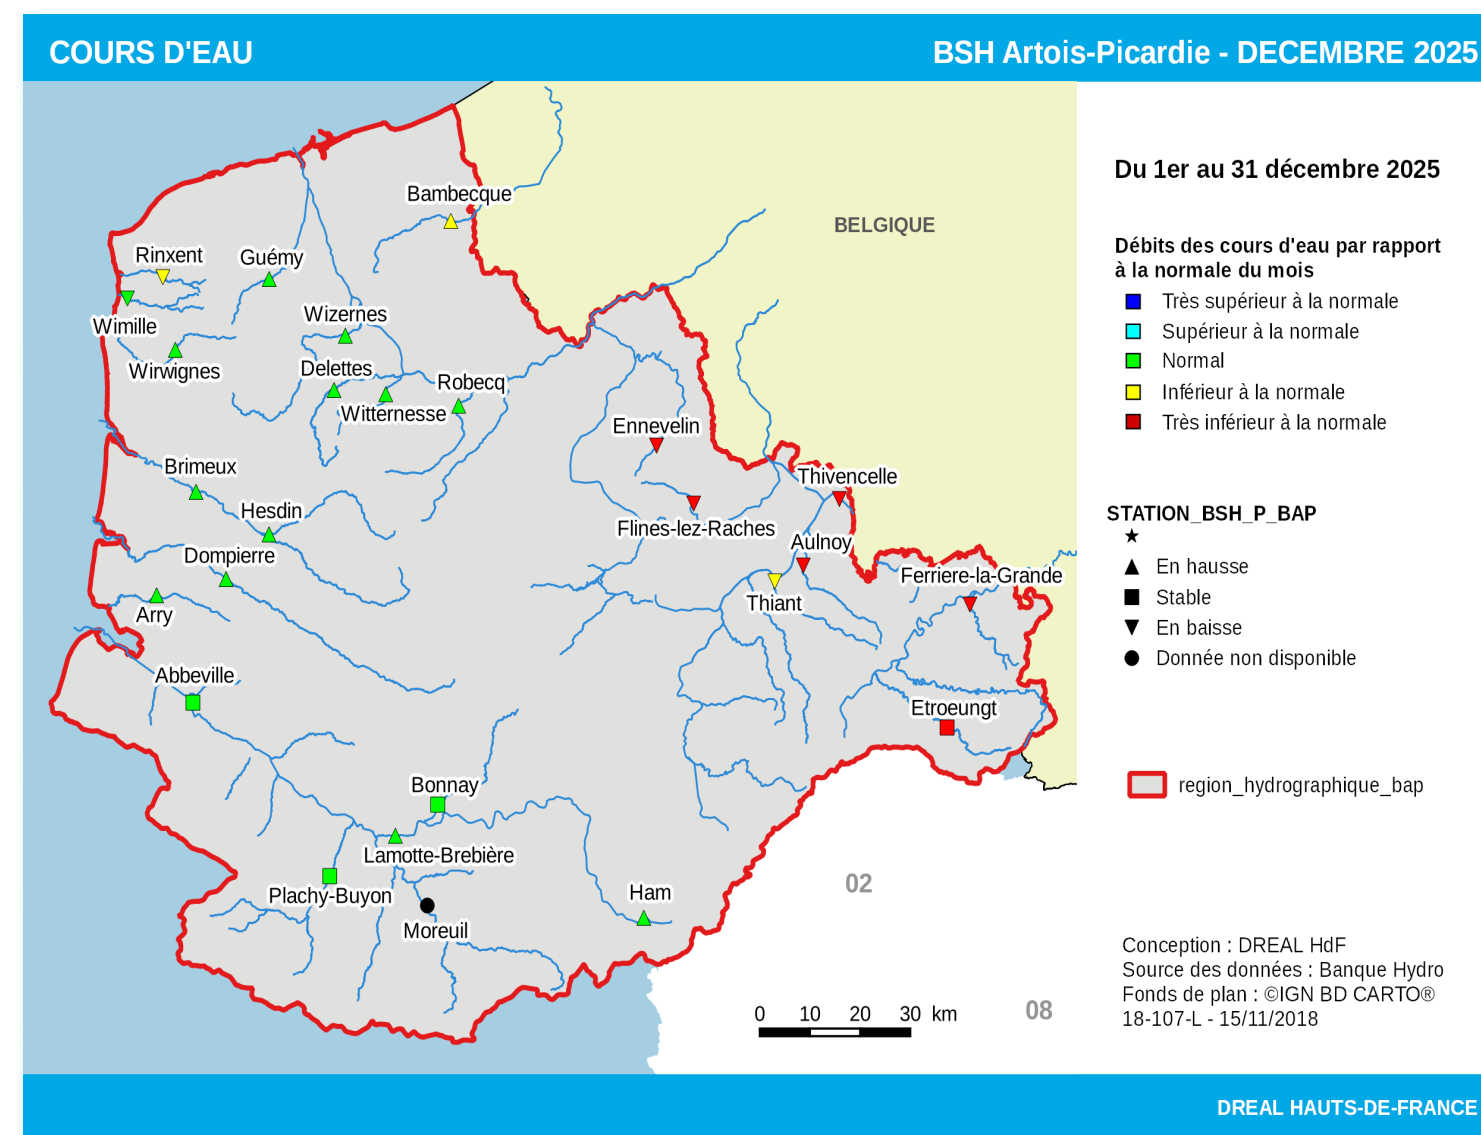 COURS D'EAU
BSH Artois-Picardie - DECEMBRE 2025
Du 1er au 31 décembre 2025
Débits des cours d'eau par rapport
à la normale du mois
Très supérieur à la normale
Supérieur à la normale
Normal
Inférieur à la normale
Très inférieur à la normale
STATION_BSH_P_BAP
En hausse
Stable
En baisse
Donnée non disponible
region_hydrographique_bap
Conception : DREAL HdF
Source des données : Banque Hydro
Fonds de plan : ©IGN BD CARTO®
18-107-L - 15/11/2018
Bambecque
BELGIQUE
Rinxent
Guémy
Wizernes
Wimille
Wirwignes
Delettes
Robecq
Witternesse
Ennevelin
Brimeux
Thivencelle
Hesdin
Flines-lez-Raches
Aulnoy
Dompierre
Ferriere-la-Grande
Thiant
Arry
Abbeville
Etroeungt
Bonnay
Lamotte-Brebière
Plachy-Buyon
Ham
02
Moreuil
08
0 10 20 30 km
DREAL HAUTS-DE-FRANCE